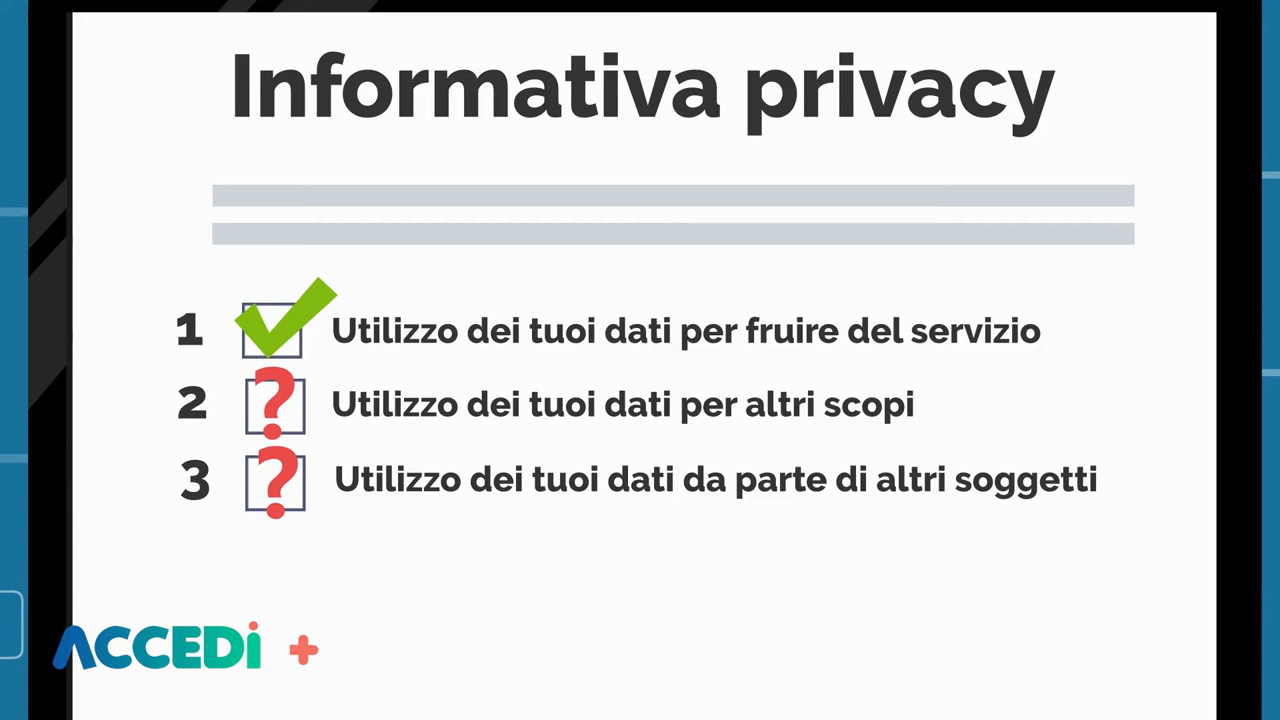 Informativa privacy
1 Utilizzo dei tuoi dati per fruire del servizio
2 ? Utilizzo dei tuoi dati per altri scopi
3 ? Utilizzo dei tuoi dati da parte di altri soggetti
ACCEDi +